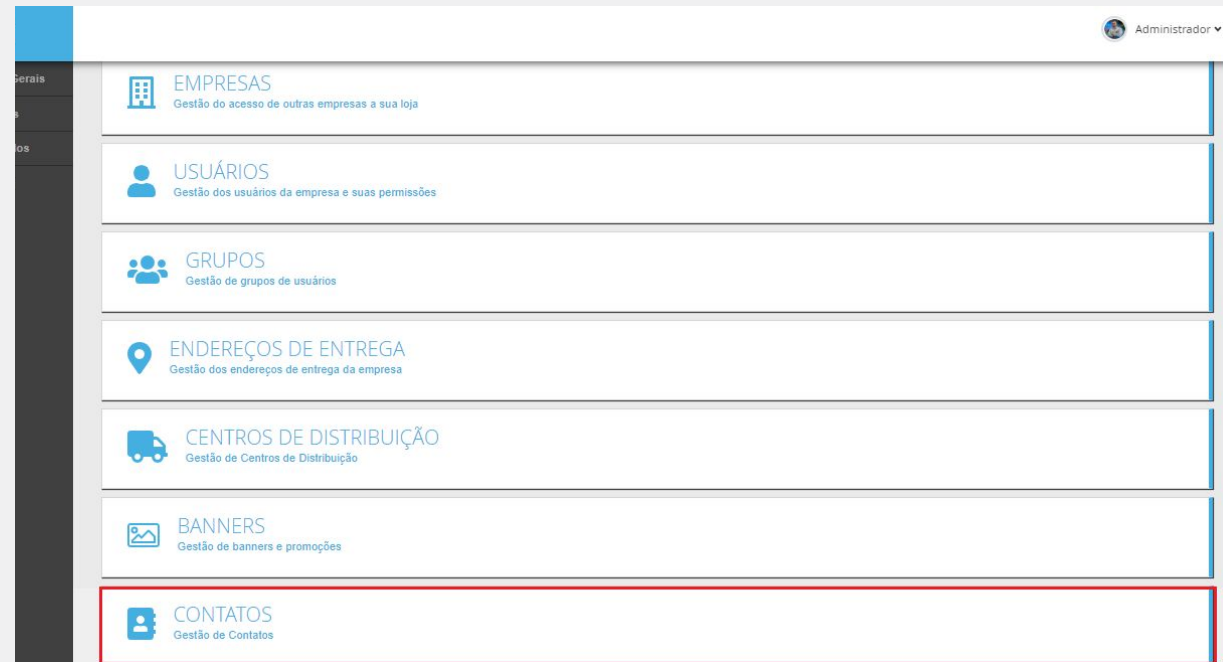 Administrador
Gerais
s
los
EMPRESAS
Gestão do acesso de outras empresas a sua loja
USUÁRIOS
Gestão dos usuários da empresa e suas permissões
GRUPOS
Gestão de grupos de usuários
ENDEREÇOS DE ENTREGA
Gestão dos endereços de entrega da empresa
CENTROS DE DISTRIBUIÇÃO
Gestão de Centros de Distribuição
BANNERS
Gestão de banners e promoções
CONTATOS
Gestão de Contatos